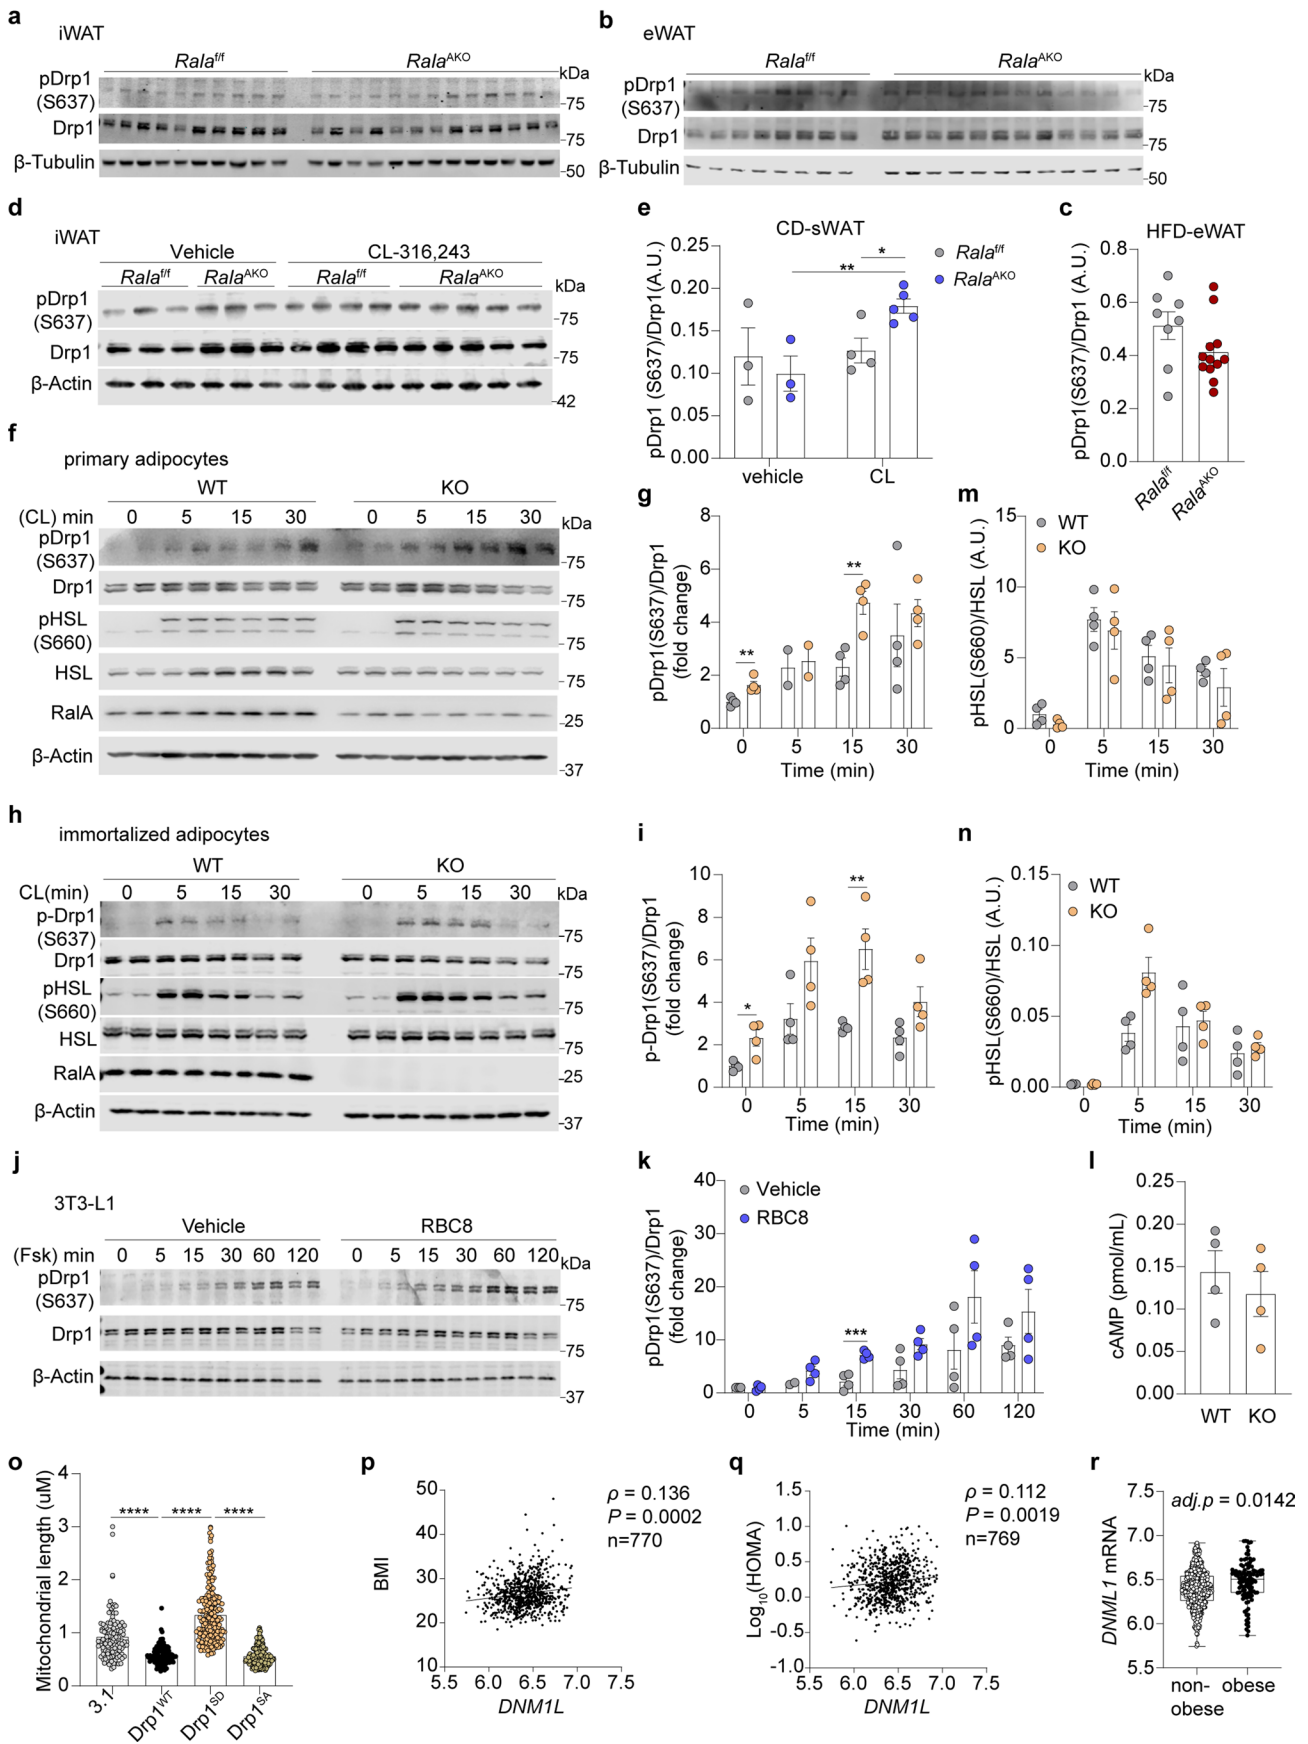 a
iWAT
Rala^f/f
Rala^AKO
kDa
pDrp1
(S637)
-75
Drp1
-75
β-Tubulin
-50
b
eWAT
Rala^f/f
Rala^AKO
kDa
pDrp1
(S637)
-75
Drp1
-75
β-Tubulin
-50
d
iWAT
Vehicle
CL-316,243
Rala^f/f
Rala^AKO
Rala^f/f
Rala^AKO
kDa
pDrp1
(S637)
-75
Drp1
-75
β-Actin
-42
e
CD-sWAT
pDrp1 (S637)/Drp1(A.U.)
0.25
0.20
0.15
0.10
0.05
0.00
**
*
Rala^f/f
Rala^AKO
vehicle
CL
c
HFD-eWAT
pDrp1(S637)/Drp1 (A.U.)
0.8
0.6
0.4
0.2
0.0
Rala^f/f
Rala^AKO
f
primary adipocytes
WT
KO
(CL) min
0 5 15 30
0 5 15 30
kDa
pDrp1
(S637)
-75
Drp1
-75
pHSL
(S660)
-75
HSL
-75
RalA
-25
β-Actin
-37
g
pDrp1(S637)/Drp1
(fold change)
8
6
4
2
0
**
**
0 5 15 30
Time (min)
m
pHSL(S660)/HSL (A.U.)
15
10
5
0
WT
KO
0 5 15 30
Time (min)
h
immortalized adipocytes
WT
KO
CL(min)
0 5 15 30
0 5 15 30
kDa
p-Drp1
(S637)
-75
Drp1
-75
pHSL
(S660)
-75
HSL
-75
RalA
-25
β-Actin
-37
i
p-Drp1(S637)/Drp1
(fold change)
10
8
6
4
2
0
*
**
0 5 15 30
Time (min)
n
pHSL(S660)/HSL (A.U.)
0.15
0.10
0.05
0.00
WT
KO
0 5 15 30
Time (min)
j
3T3-L1
Vehicle
RBC8
(Fsk) min
0 5 15 30 60 120
0 5 15 30 60 120
kDa
pDrp1
(S637)
-75
Drp1
-75
β-Actin
-37
k
pDrp1(S637)/Drp1
(fold change)
40
30
20
10
0
Vehicle
RBC8
***
0 5 15 30 60 120
Time (min)
l
cAMP (pmol/mL)
0.25
0.20
0.15
0.10
0.05
0.00
WT KO
o
Mitochondrial length (uM)
4
3
2
1
0
**** **** ****
3.1
Drp1^WT
Drp1^SD
Drp1^SA
p
BMI
50
40
30
20
10
5.5 6.0 6.5 7.0 7.5
DNM1L
ρ = 0.136
P = 0.0002
n=770
q
Log₁₀(HOMA)
1.5
1.0
0.5
0.0
-0.5
-1.0
5.5 6.0 6.5 7.0 7.5
DNM1L
ρ = 0.112
P = 0.0019
n=769
r
DNML1 mRNA
7.5
7.0
6.5
6.0
5.5
adj.p = 0.0142
non-
obese
obese